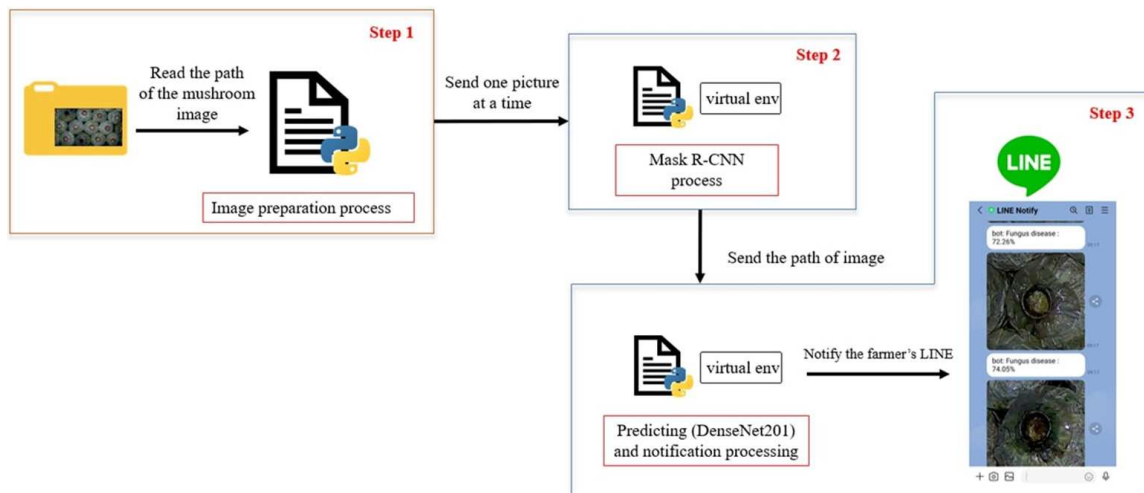 Step 1
Read the path
of the mushroom
image
Image preparation process
Send one picture
at a time
Step 2
virtual env
Mask R-CNN
process
Send the path of image
Step 3
LINE
LINE Notify
bot: Fungus disease :
72.26%
bot: Fungus disease :
74.05%
virtual env
Notify the farmer's LINE
Predicting (DenseNet201)
and notification processing